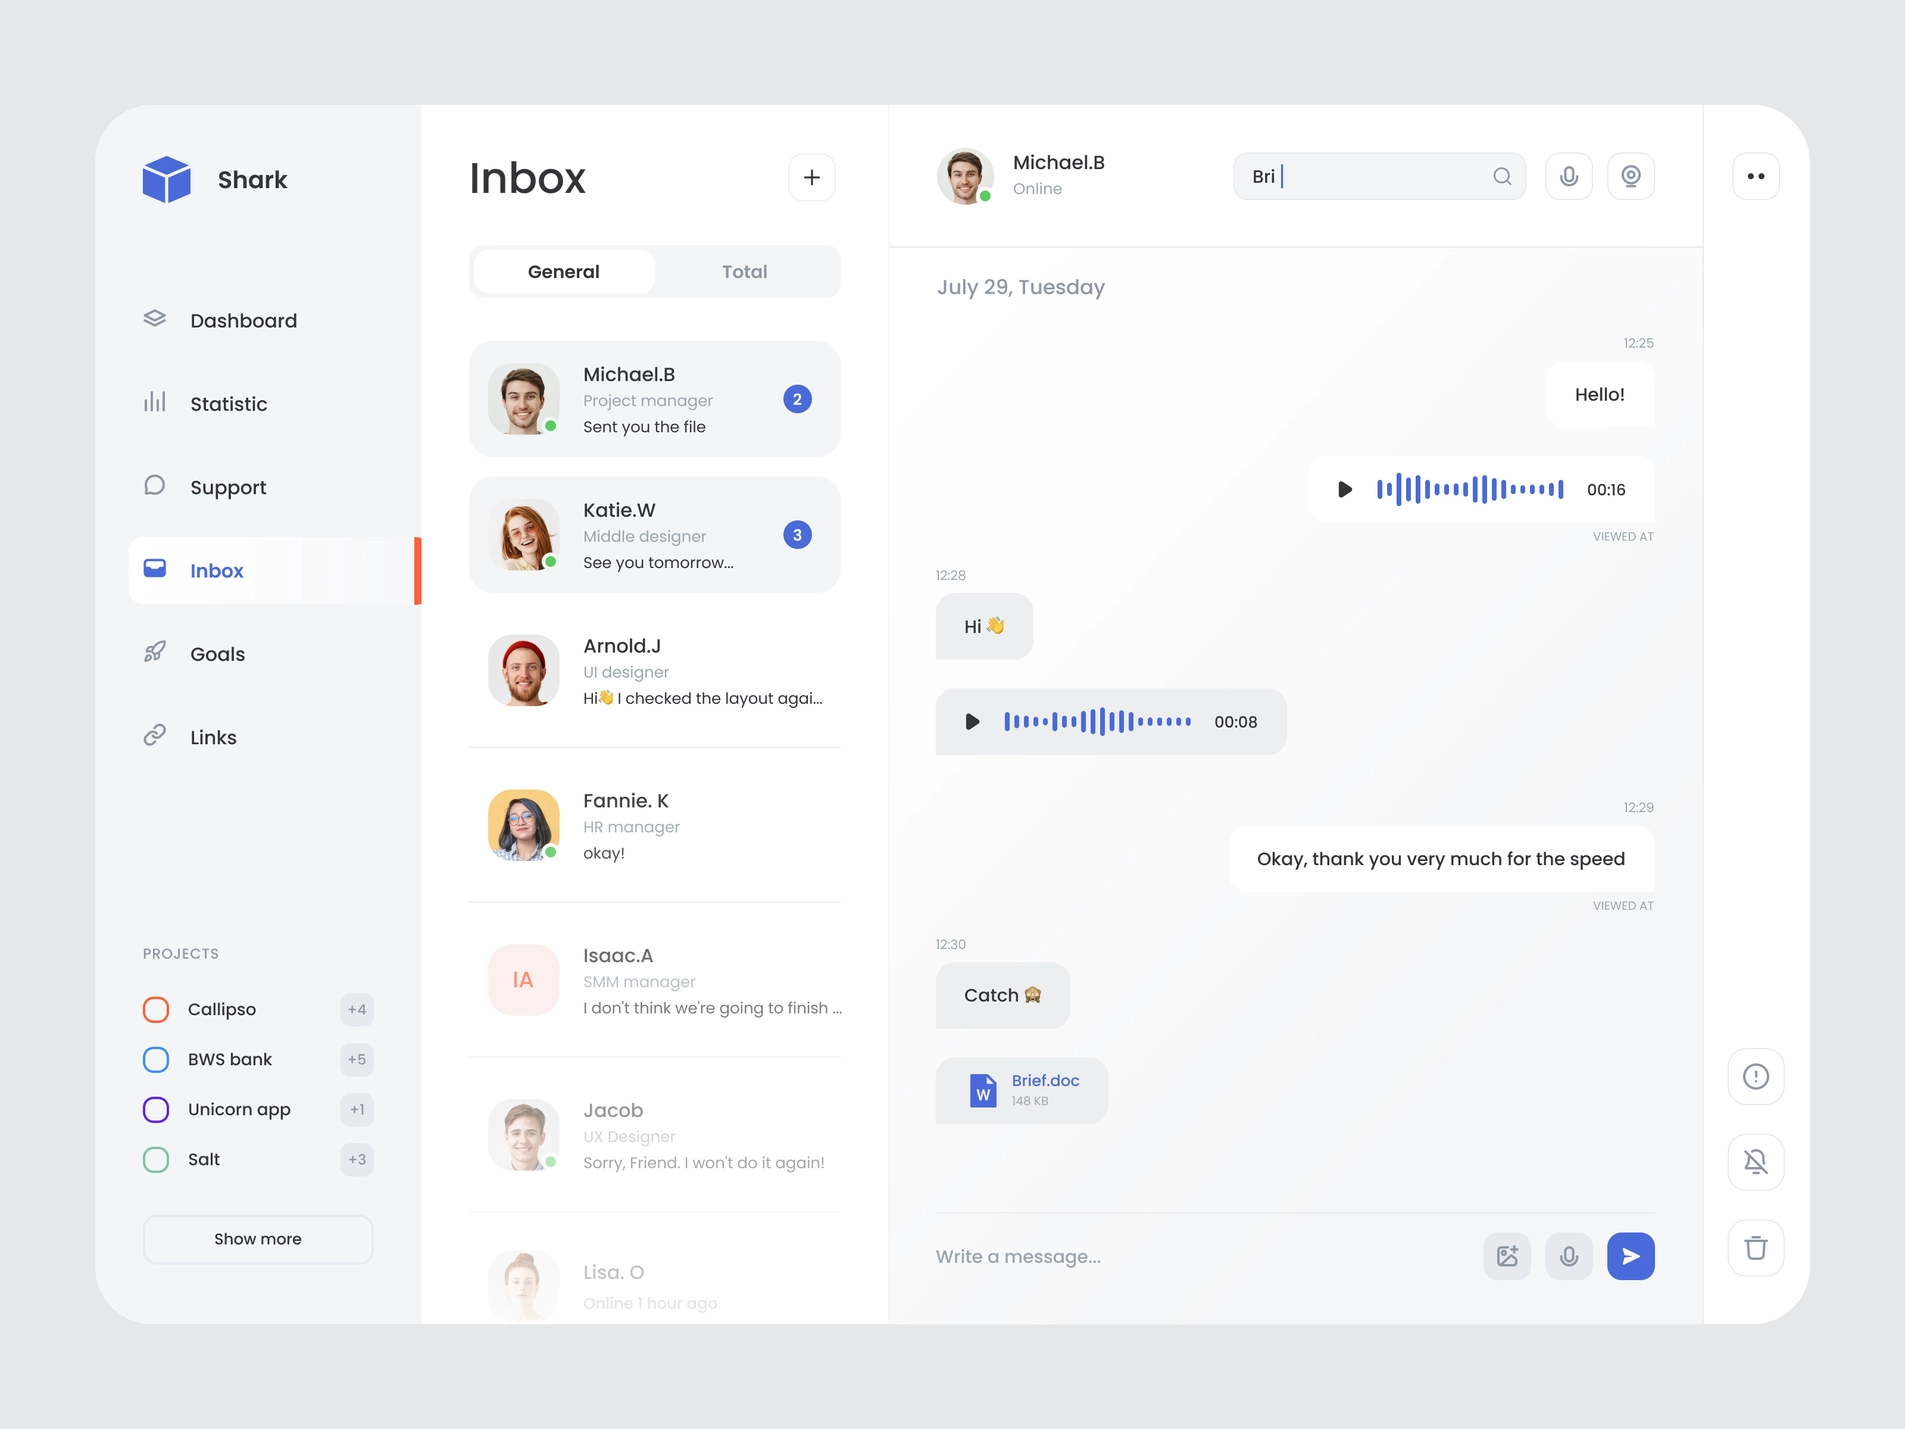 Shark
Dashboard
Statistic
Support
Inbox
Goals
Links
PROJECTS
Callipso +4
BWS bank +5
Unicorn app +1
Salt +3
Show more
Inbox
General Total
Michael.B
Project manager
Sent you the file
2
Katie.W
Middle designer
See you tomorrow...
3
Arnold.J
UI designer
Hi👋 I checked the layout agai...
Fannie. K
HR manager
okay!
IA
Isaac.A
SMM manager
I don't think we're going to finish ...
Jacob
UX Designer
Sorry, Friend. I won't do it again!
Lisa. O
Online 1 hour ago
Michael.B
Online
Bri
July 29, Tuesday
12:25
Hello!
00:16
VIEWED AT
12:28
Hi 👋
00:08
12:29
Okay, thank you very much for the speed
VIEWED AT
12:30
Catch 🙈
W
Brief.doc
148 KB
Write a message...